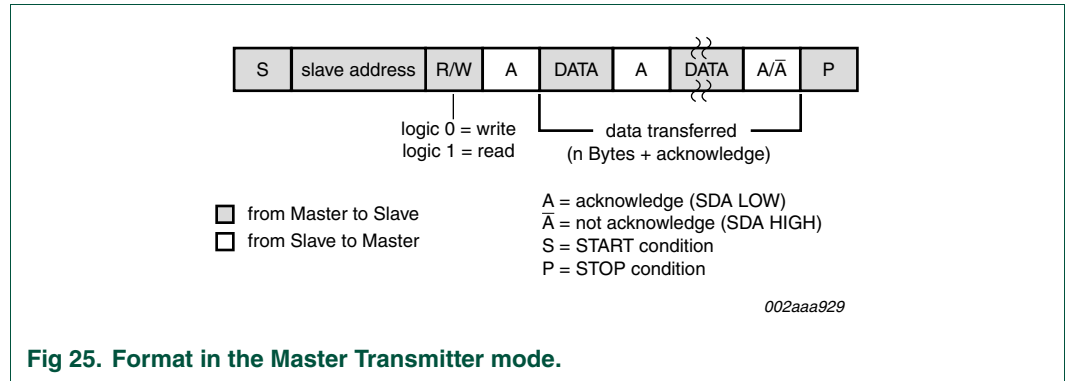 S slave address R/W A DATA A DATA A/A̅ P
logic 0 = write
logic 1 = read
data transferred
(n Bytes + acknowledge)
from Master to Slave
from Slave to Master
A = acknowledge (SDA LOW)
A̅ = not acknowledge (SDA HIGH)
S = START condition
P = STOP condition
002aaa929
Fig 25. Format in the Master Transmitter mode.